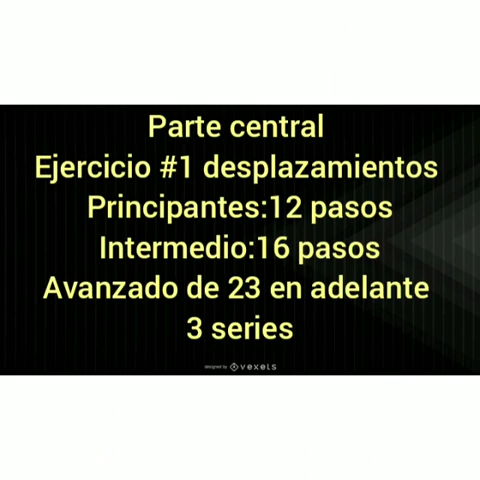 Parte central
Ejercicio #1 desplazamientos
Principantes:12 pasos
Intermedio:16 pasos
Avanzado de 23 en adelante
3 series
designed by vexels